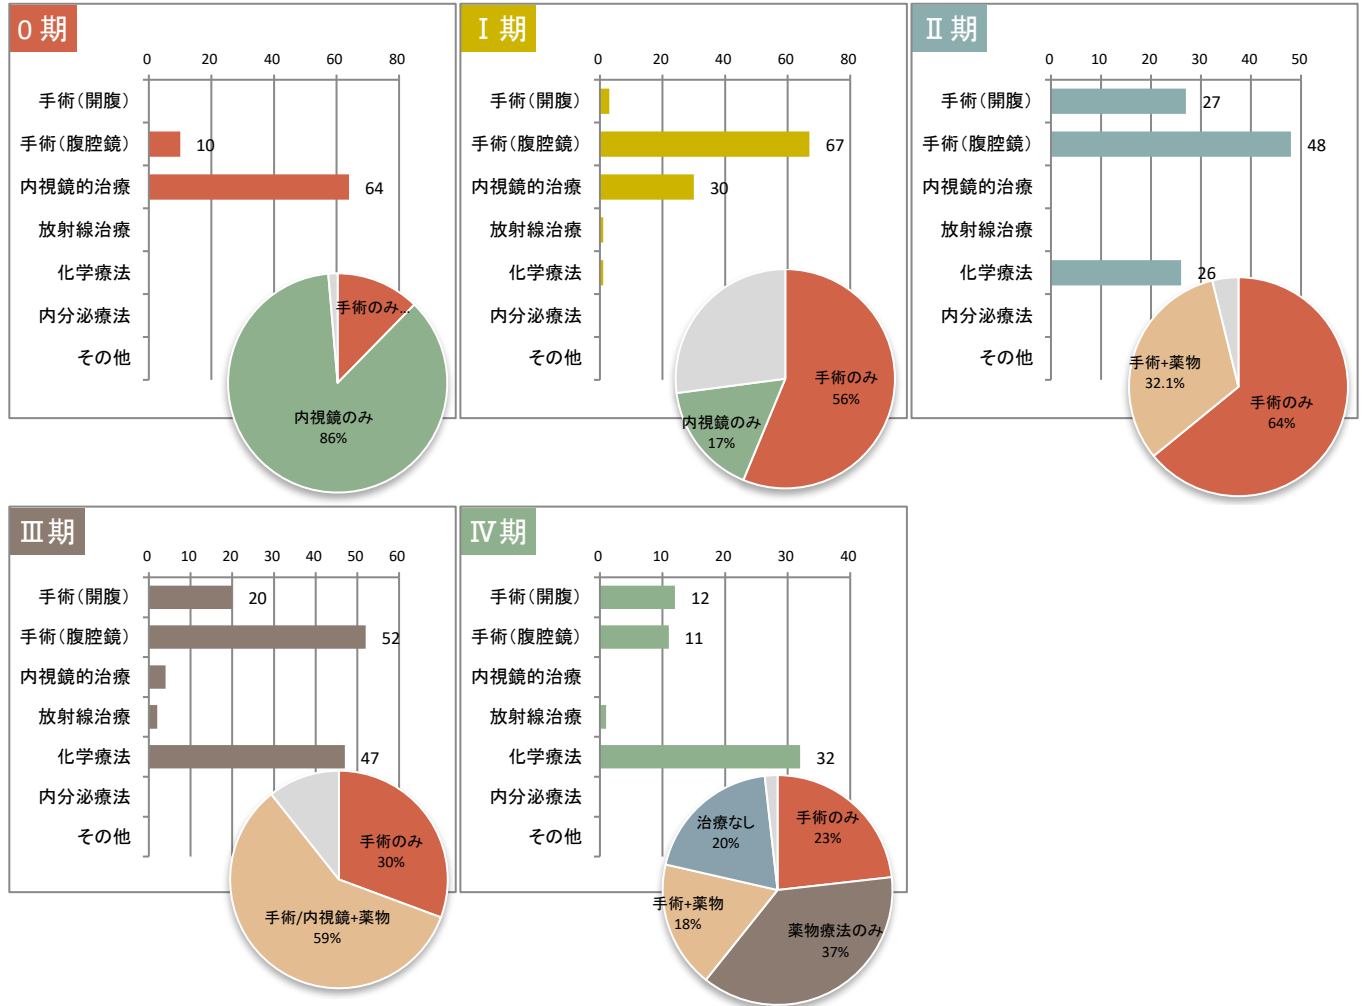 0 期
0 20 40 60 80
手術(開腹)
手術(腹腔鏡) 10
内視鏡的治療 64
放射線治療
化学療法
内分泌療法
その他
手術のみ...
内視鏡のみ
86%
Ⅰ 期
0 20 40 60 80
手術(開腹)
手術(腹腔鏡) 67
内視鏡的治療 30
放射線治療
化学療法
内分泌療法
その他
手術のみ
56%
内視鏡のみ
17%
Ⅱ 期
0 10 20 30 40 50
手術(開腹) 27
手術(腹腔鏡) 48
内視鏡的治療
放射線治療
化学療法 26
内分泌療法
その他
手術+薬物
32.1%
手術のみ
64%
Ⅲ 期
0 10 20 30 40 50 60
手術(開腹) 20
手術(腹腔鏡) 52
内視鏡的治療
放射線治療
化学療法 47
内分泌療法
その他
手術のみ
30%
手術/内視鏡+薬物
59%
Ⅳ 期
0 10 20 30 40
手術(開腹) 12
手術(腹腔鏡) 11
内視鏡的治療
放射線治療
化学療法 32
内分泌療法
その他
治療なし
20%
手術のみ
23%
手術+薬物
18%
薬物療法のみ
37%